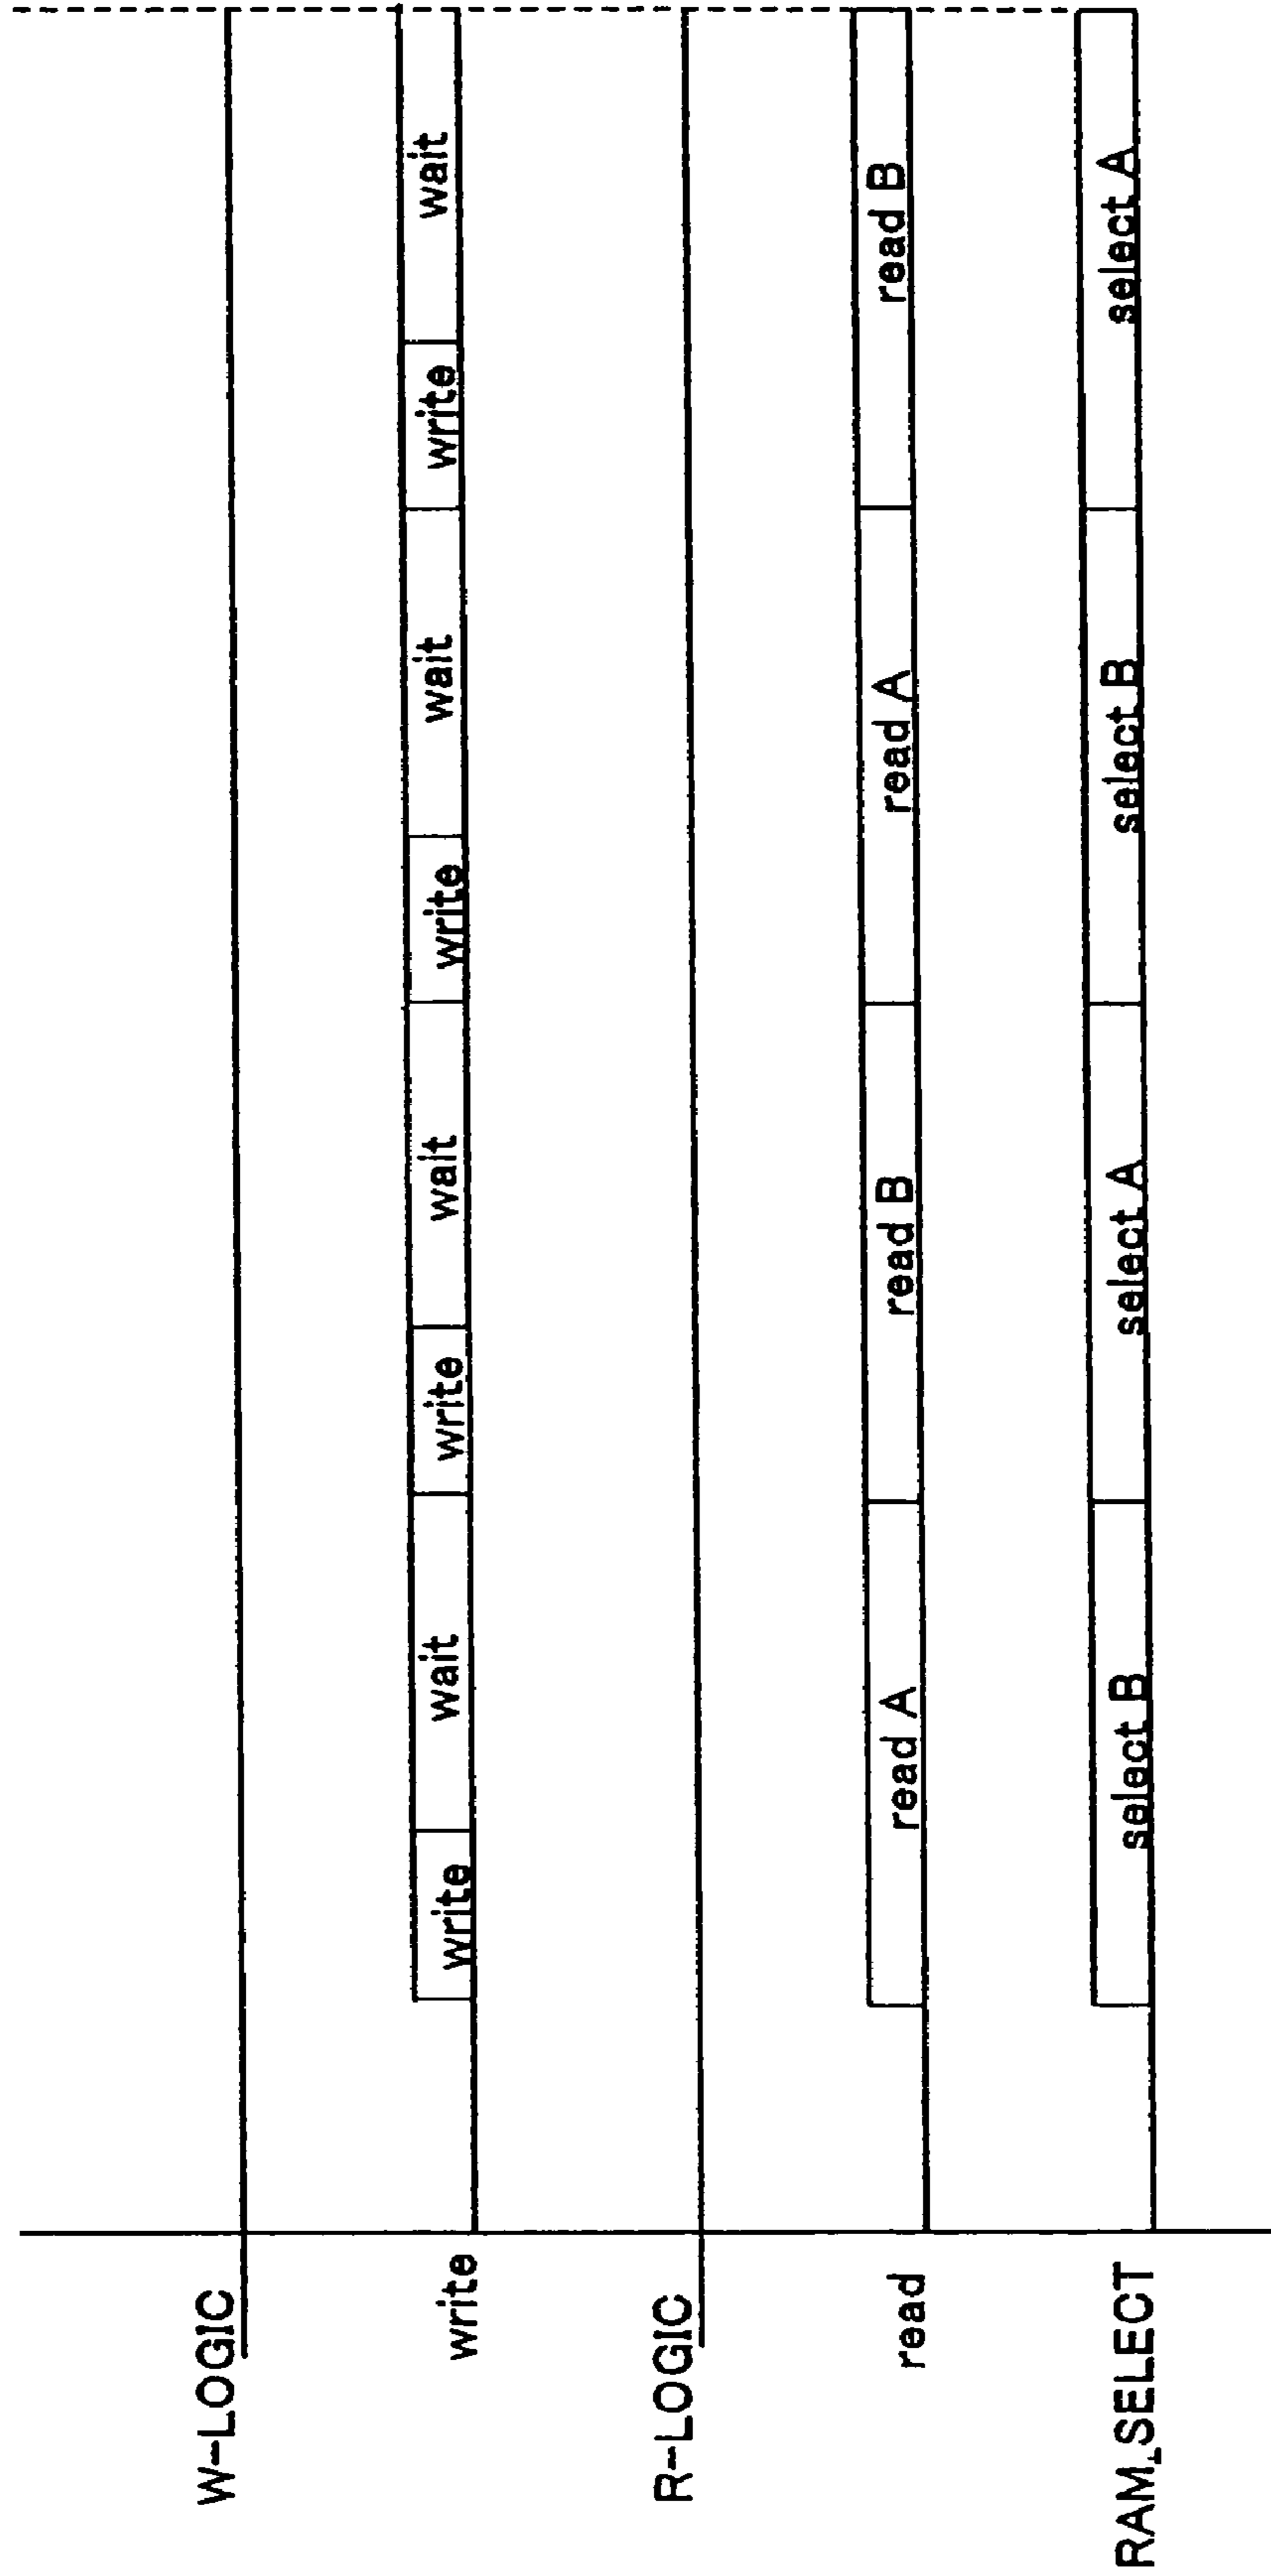 W-LOGIC
write write wait write wait write wait write wait
R-LOGIC
read read A read B read A read B
RAM_SELECT select B select A select B select A